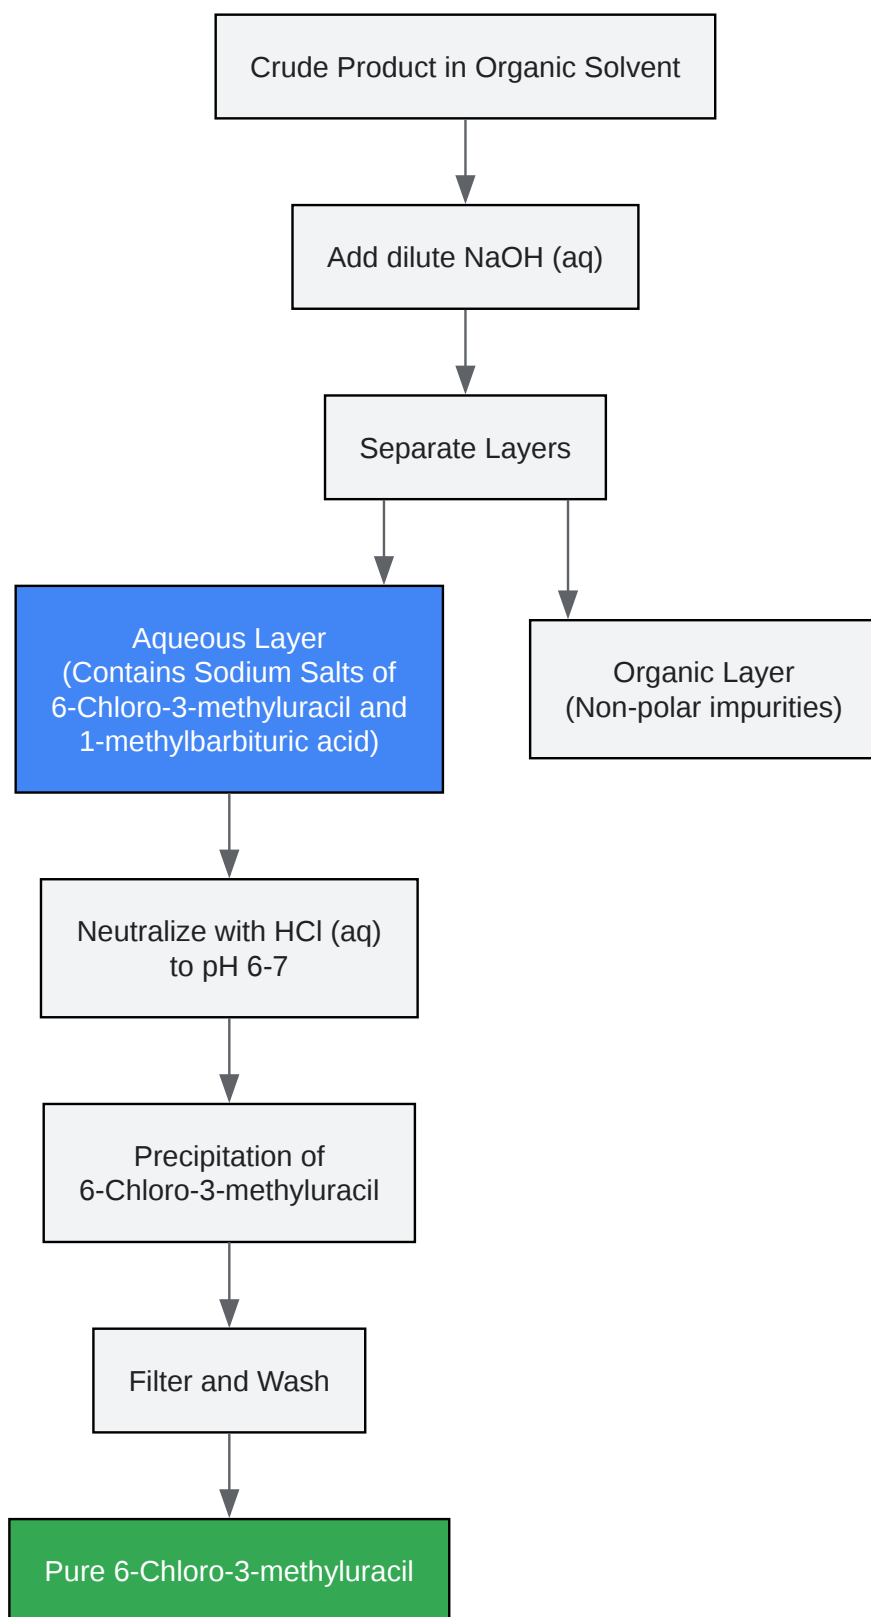 Crude Product in Organic Solvent
Add dilute NaOH (aq)
Separate Layers
Aqueous Layer
(Contains Sodium Salts of
6-Chloro-3-methyluracil and
1-methylbarbituric acid)
Organic Layer
(Non-polar impurities)
Neutralize with HCl (aq)
to pH 6-7
Precipitation of
6-Chloro-3-methyluracil
Filter and Wash
Pure 6-Chloro-3-methyluracil